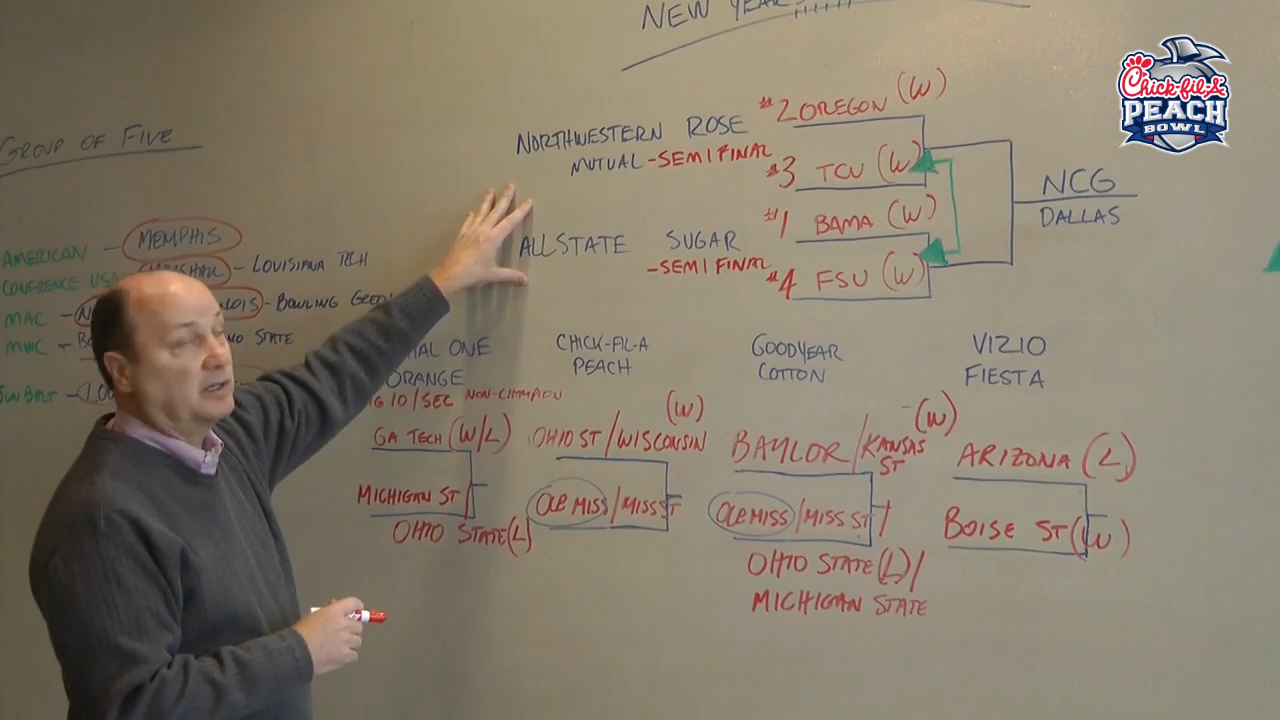 NEW YEAR
Chick-fil-A
PEACH
BOWL
GROUP OF FIVE
AMERICAN - MEMPHIS
CONFRENCE USA - LOUISIANA TECH
MAC - BOWLING GREEN
MWC - STATE
SUN BELT -
NORTHWESTERN ROSE
MUTUAL - SEMIFINAL
#2 OREGON (W)
#3 TCU (W)
ALLSTATE SUGAR
- SEMIFINAL
#1 BAMA (W)
#4 FSU (W)
NCG
DALLAS
ONE
ORANGE
BIG 10/SEC NON-CHAMPION
GA TECH (W/L)
MICHIGAN ST /
OHIO STATE (L)
CHICK-FIL-A
PEACH
(W)
OHIO ST / WISCONSIN
OLE MISS / MISS ST
GOODYEAR
COTTON
(W)
BAYLOR / KANSAS
ST
OLE MISS / MISS ST /
OHIO STATE (L) /
MICHIGAN STATE
VIZIO
FIESTA
ARIZONA (L)
BOISE ST (W)